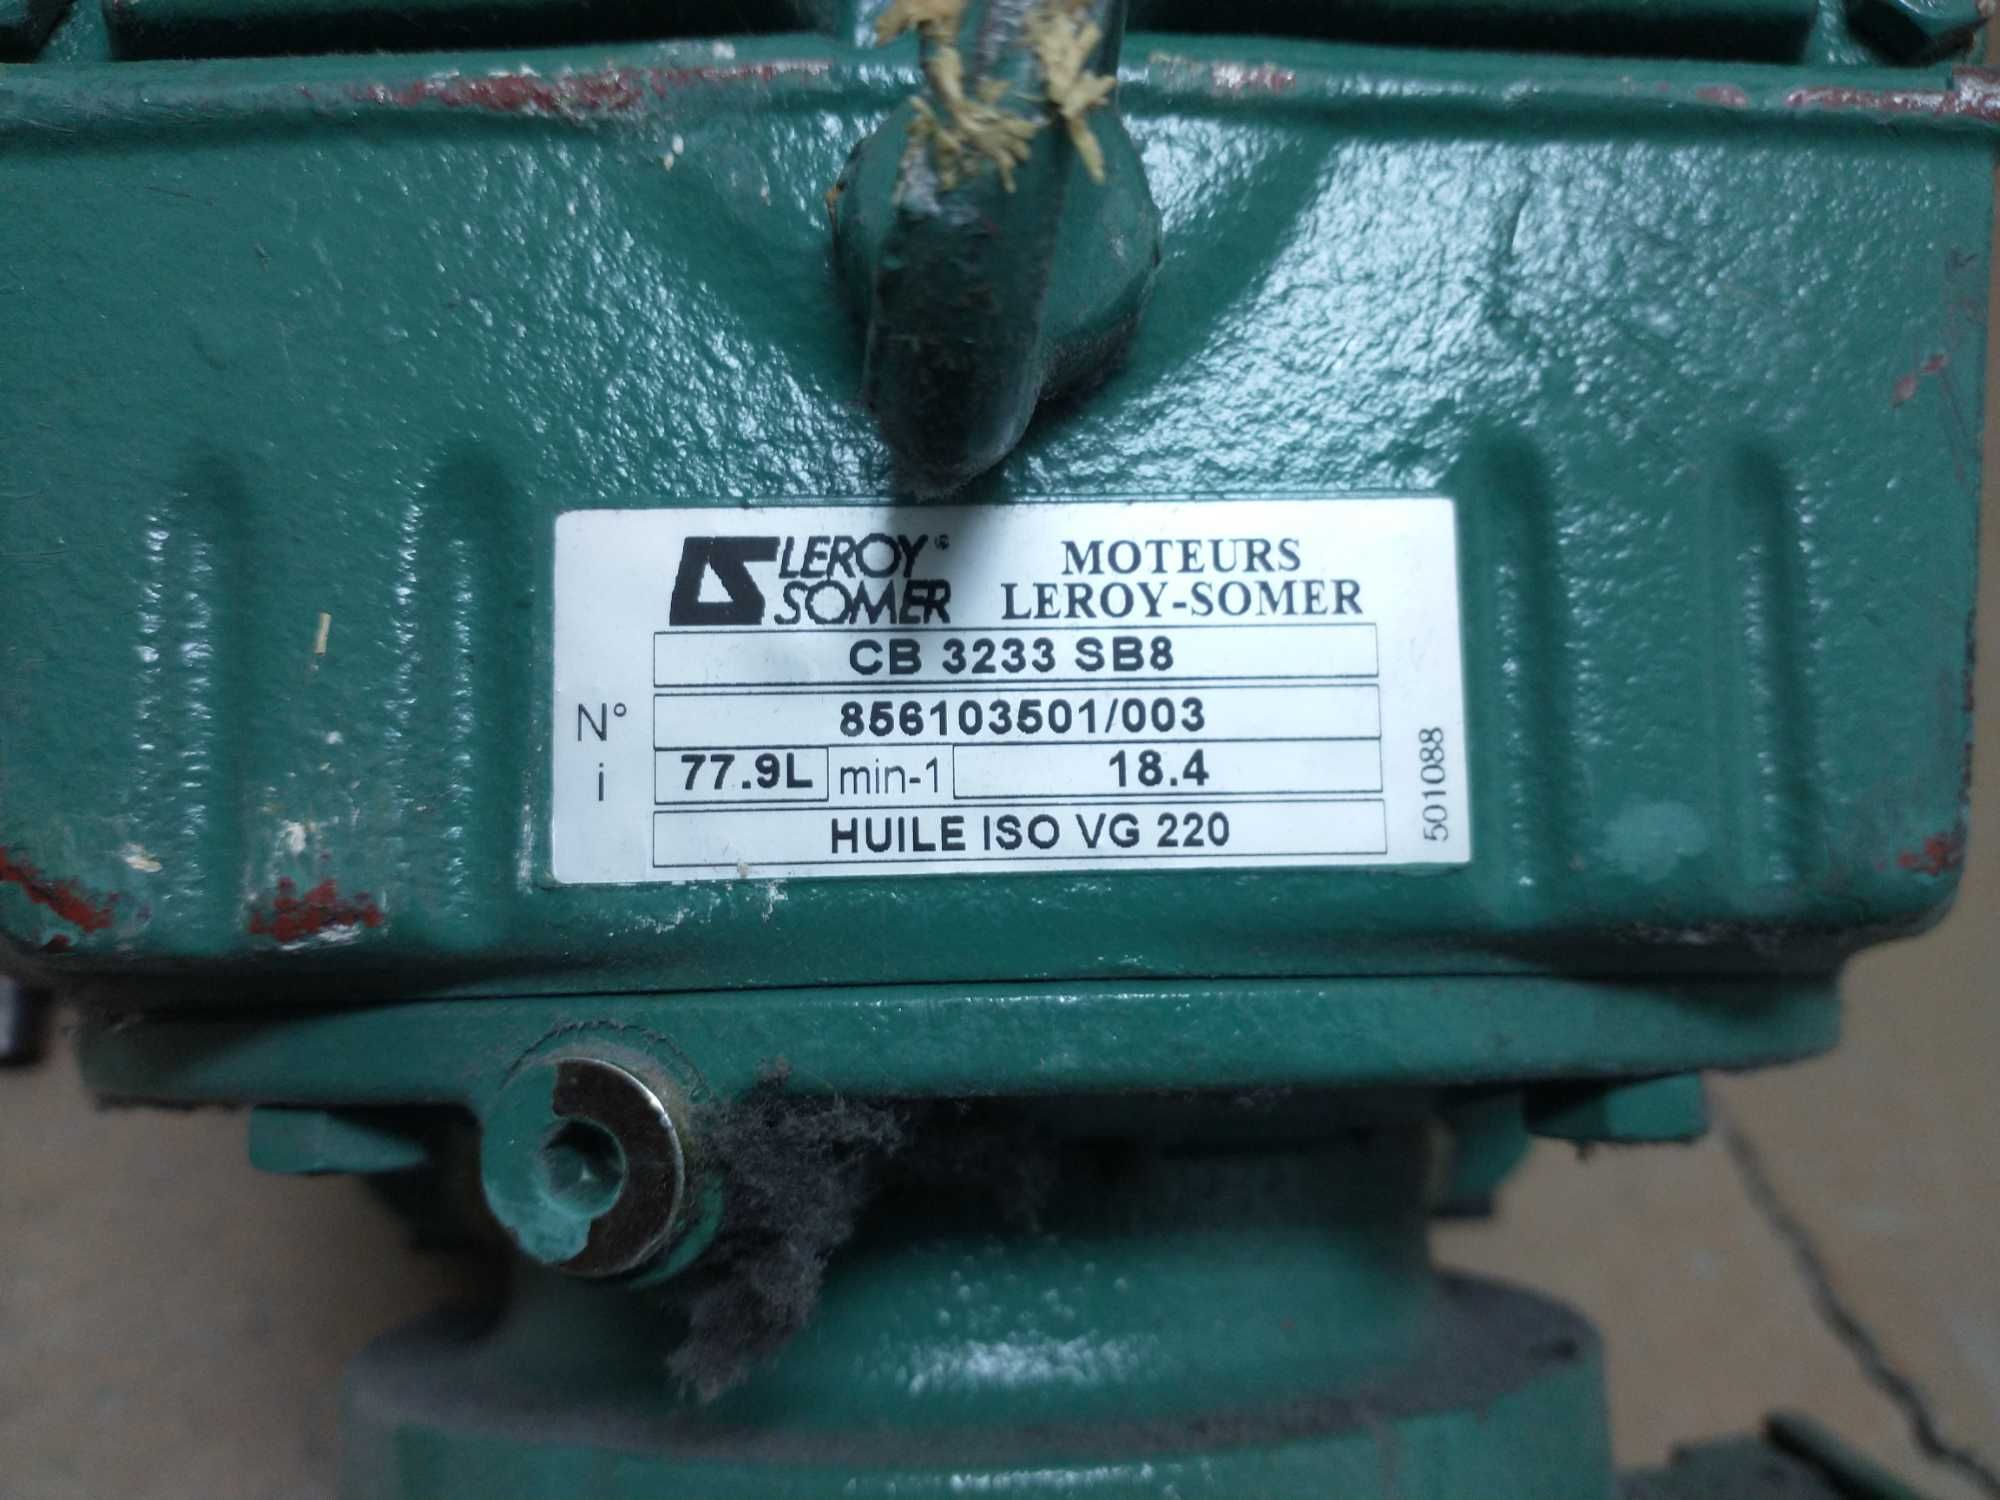 LEROY®
SOMER
MOTEURS
LEROY-SOMER
CB 3233 SB8
N° 856103501/003
i 77.9L min-1 18.4
HUILE ISO VG 220
501088